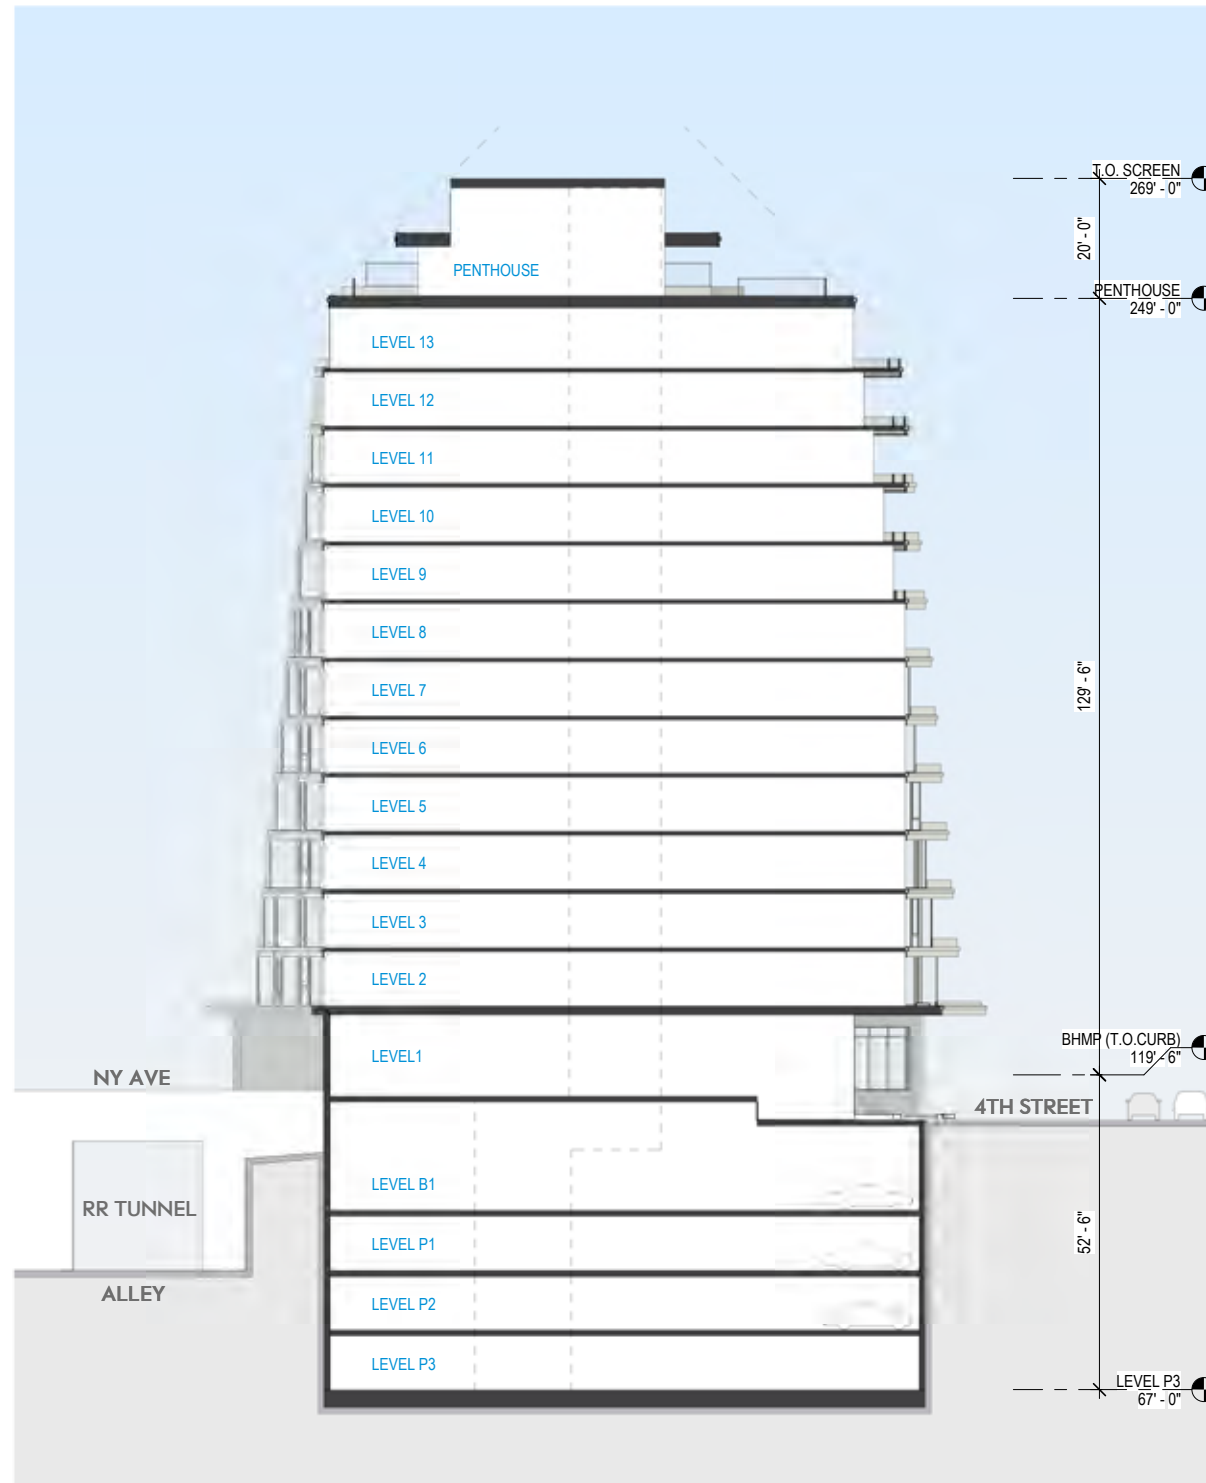 T.O. SCREEN
269' - 0"
20' - 0"
PENTHOUSE
PENTHOUSE
249' - 0"
LEVEL 13
LEVEL 12
LEVEL 11
LEVEL 10
LEVEL 9
LEVEL 8
LEVEL 7
129' - 6"
LEVEL 6
LEVEL 5
LEVEL 4
LEVEL 3
LEVEL 2
LEVEL1
BHMP (T.O.CURB)
119' - 6"
NY AVE
4TH STREET
LEVEL B1
RR TUNNEL
52' - 6"
LEVEL P1
ALLEY
LEVEL P2
LEVEL P3
LEVEL P3
67' - 0"